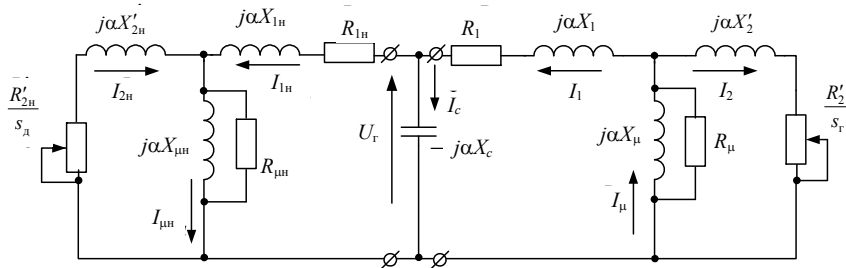 jαX′₂н
jαX₁н
R₁н
R₁
jαX₁
jαX′₂
I₂н
I₁н
I₁
I₂
R′₂н
sд
jαXμн
Rμн
Uг
Ic
− jαXc
jαXμ
Rμ
R′₂
sг
Iμн
Iμ